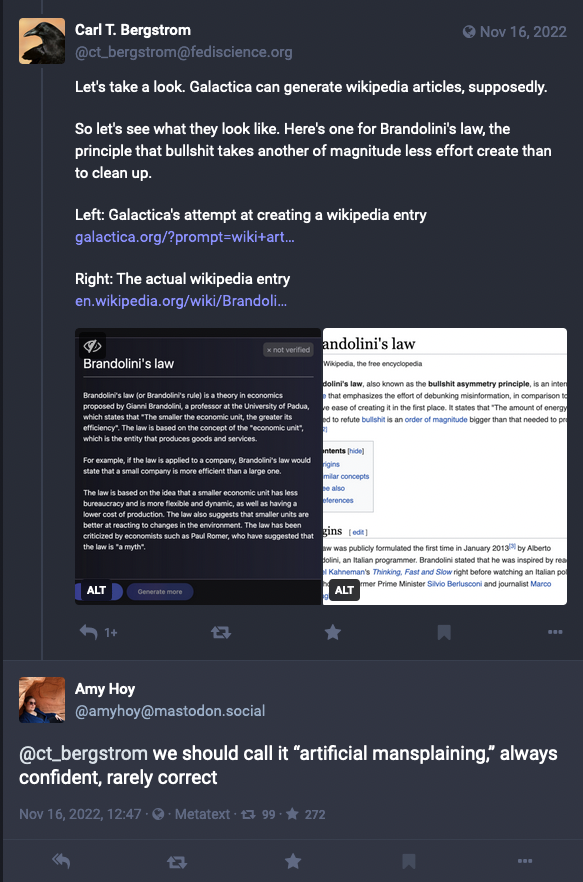 Carl T. Bergstrom
Nov 16, 2022
@ct_bergstrom@fediscience.org
Let's take a look. Galactica can generate wikipedia articles, supposedly.
So let's see what they look like. Here's one for Brandolini's law, the
principle that bullshit takes another of magnitude less effort create than
to clean up.
Left: Galactica's attempt at creating a wikipedia entry
galactica.org/?prompt=wiki+art…
Right: The actual wikipedia entry
en.wikipedia.org/wiki/Brandoli…
× not verified
Brandolini's law
Brandolini's law (or Brandolini's rule) is a theory in economics
proposed by Gianni Brandolini, a professor at the University of Padua,
which states that "The smaller the economic unit, the greater its
efficiency". The law is based on the concept of the "economic unit",
which is the entity that produces goods and services.
For example, if the law is applied to a company, Brandolini's law would
state that a small company is more efficient than a large one.
The law is based on the idea that a smaller economic unit has less
bureaucracy and is more flexible and dynamic, as well as having a
lower cost of production. The law also suggests that smaller units are
better at reacting to changes in the environment. The law has been
criticized by economists such as Paul Romer, who have suggested that
the law is "a myth".
ALT
Generate more
andolini's law
Wikipedia, the free encyclopedia
dolini's law, also known as the bullshit asymmetry principle, is an inter
that emphasizes the effort of debunking misinformation, in comparison to
ve ease of creating it in the first place. It states that "The amount of energy
ed to refute bullshit is an order of magnitude bigger than that needed to pro
2]
ntents [hide]
rigins
milar concepts
ee also
eferences
gins [ edit ]
aw was publicly formulated the first time in January 2013[3] by Alberto
dolini, an Italian programmer. Brandolini stated that he was inspired by rea
el Kahneman's Thinking, Fast and Slow right before watching an Italian pol
rmer Prime Minister Silvio Berlusconi and journalist Marco
ALT
1+
Amy Hoy
@amyhoy@mastodon.social
@ct_bergstrom we should call it “artificial mansplaining,” always
confident, rarely correct
Nov 16, 2022, 12:47 · Metatext · 99 · 272